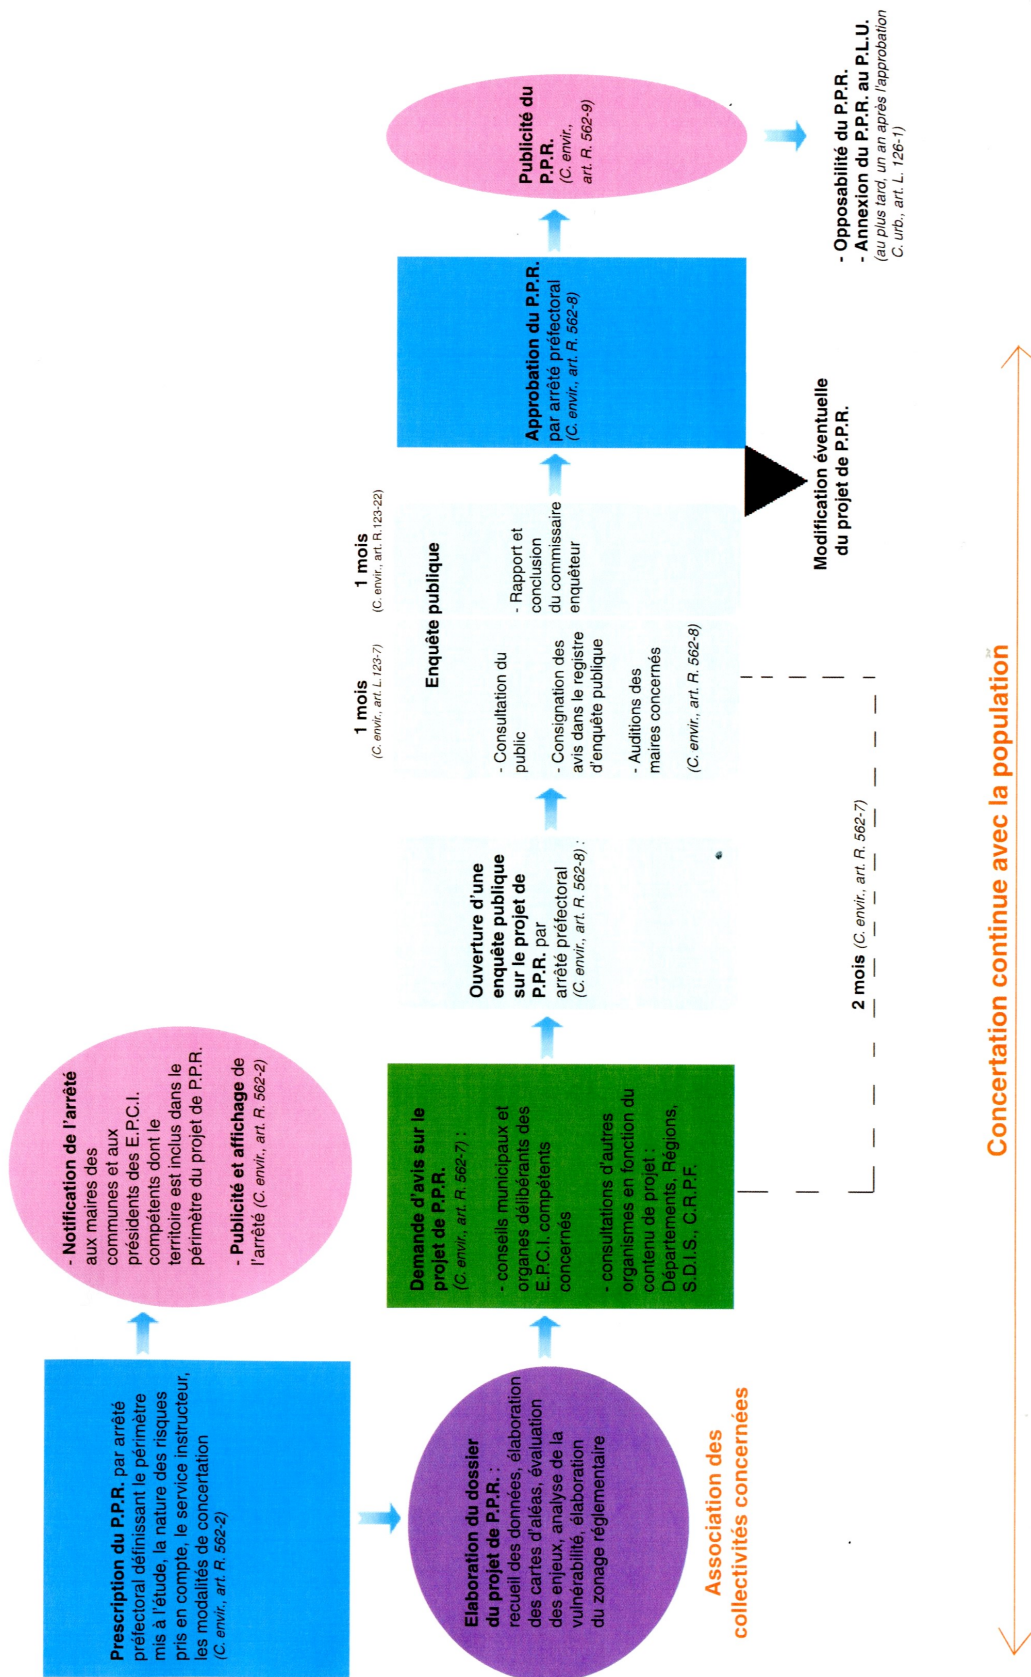 Prescription du P.P.R. par arrêté
préfectoral définissant le périmètre
mis à l'étude, la nature des risques
pris en compte, le service instructeur,
les modalités de concertation
(C. envir., art. R. 562-2)
- Notification de l'arrêté
aux maires des
communes et aux
présidents des E.P.C.I.
compétents dont le
territoire est inclus dans le
périmètre du projet de P.P.R.
- Publicité et affichage de
l'arrêté (C. envir., art. R. 562-2)
Elaboration du dossier
du projet de P.P.R. :
recueil des données, élaboration
des cartes d'aléas, évaluation
des enjeux, analyse de la
vulnérabilité, élaboration
du zonage réglementaire
Association des
collectivités concernées
Demande d'avis sur le
projet de P.P.R.
(C. envir., art. R. 562-7) :
- conseils municipaux et
organes délibérants des
E.P.C.I. compétents
concernés
- consultations d'autres
organismes en fonction du
contenu de projet :
Départements, Régions,
S.D.I.S., C.R.P.F.
Ouverture d'une
enquête publique
sur le projet de
P.P.R. par
arrêté préfectoral
(C. envir., art. R. 562-8) :
1 mois
(C. envir., art. L.123-7)
1 mois
(C. envir., art. R.123-22)
Enquête publique
- Consultation du
public
- Consignation des
avis dans le registre
d'enquête publique
- Auditions des
maires concernés
(C. envir., art. R. 562-8)
- Rapport et
conclusion
du commissaire
enquêteur
2 mois (C. envir., art. R. 562-7)
Approbation du P.P.R.
par arrêté préfectoral
(C. envir., art. R. 562-8)
Modification éventuelle
du projet de P.P.R.
Publicité du
P.P.R.
(C. envir.,
art. R. 562-9)
- Opposabilité du P.P.R.
- Annexion du P.P.R. au P.L.U.
(au plus tard, un an après l'approbation
C. urb., art. L. 126-1)
Concertation continue avec la population